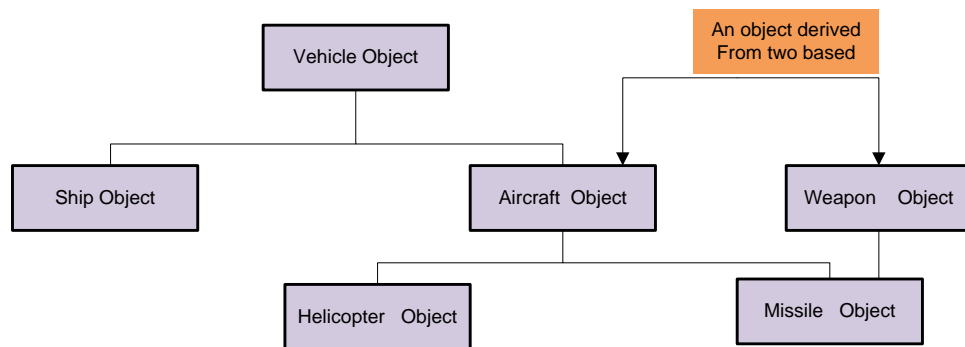 An object derived
From two based
Vehicle Object
Ship Object
Aircraft Object
Weapon Object
Helicopter Object
Missile Object